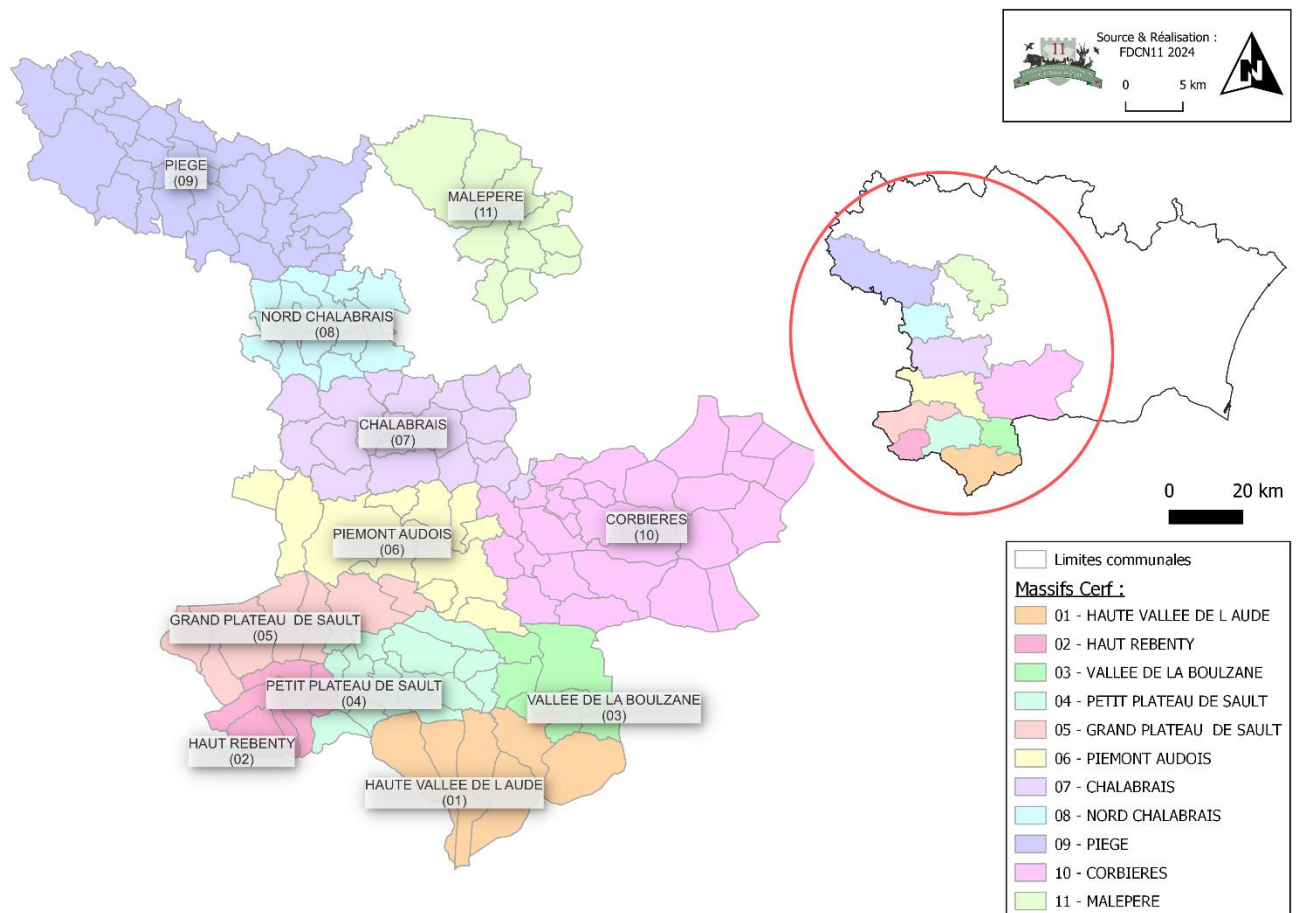 11
Source & Réalisation :
FDCN11 2024
0 5 km
N
PIEGE
(09)
MALEPERE
(11)
NORD CHALABRAIS
(08)
CHALABRAIS
(07)
CORBIERES
(10)
PIEMONT AUDOIS
(06)
GRAND PLATEAU DE SAULT
(05)
PETIT PLATEAU DE SAULT
(04)
VALLEE DE LA BOULZANE
(03)
HAUT REBENTY
(02)
HAUTE VALLEE DE L AUDE
(01)
0 20 km
Limites communales
Massifs Cerf :
01 - HAUTE VALLEE DE L AUDE
02 - HAUT REBENTY
03 - VALLEE DE LA BOULZANE
04 - PETIT PLATEAU DE SAULT
05 - GRAND PLATEAU DE SAULT
06 - PIEMONT AUDOIS
07 - CHALABRAIS
08 - NORD CHALABRAIS
09 - PIEGE
10 - CORBIERES
11 - MALEPERE